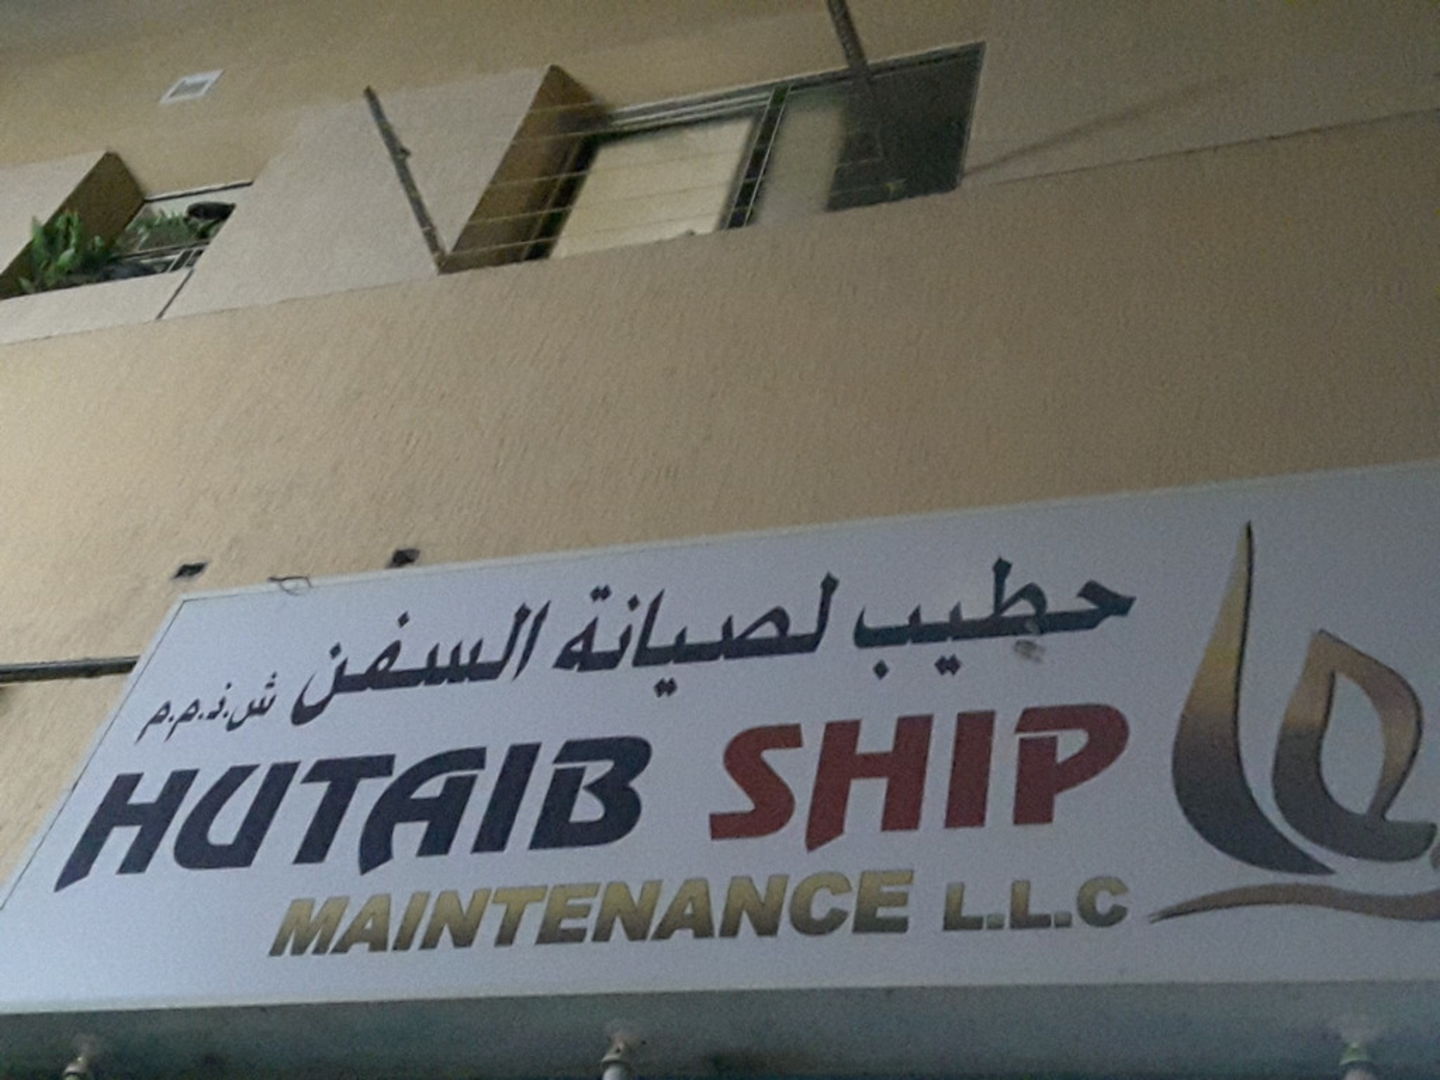 حطيب لصيانة السفن ش.ذ.م.م
HUTAIB SHIP
MAINTENANCE L.L.C